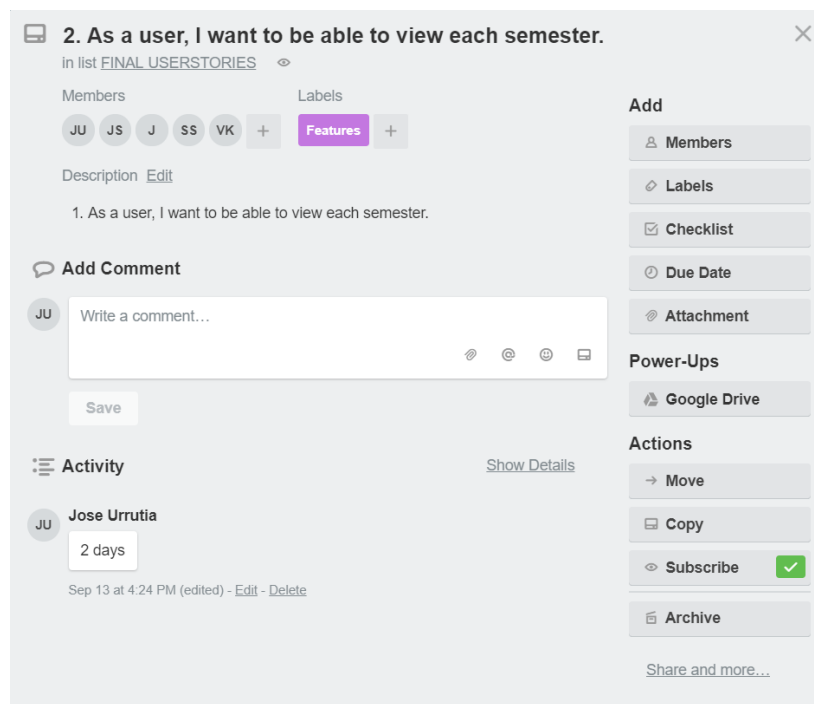 2. As a user, I want to be able to view each semester.
in list FINAL USERSTORIES
Members
Labels
JU JS J SS VK +
Features +
Description Edit
1. As a user, I want to be able to view each semester.
Add Comment
JU
Write a comment…
Save
Activity
Show Details
JU
Jose Urrutia
2 days
Sep 13 at 4:24 PM (edited) - Edit - Delete
Add
Members
Labels
Checklist
Due Date
Attachment
Power-Ups
Google Drive
Actions
Move
Copy
Subscribe
Archive
Share and more…